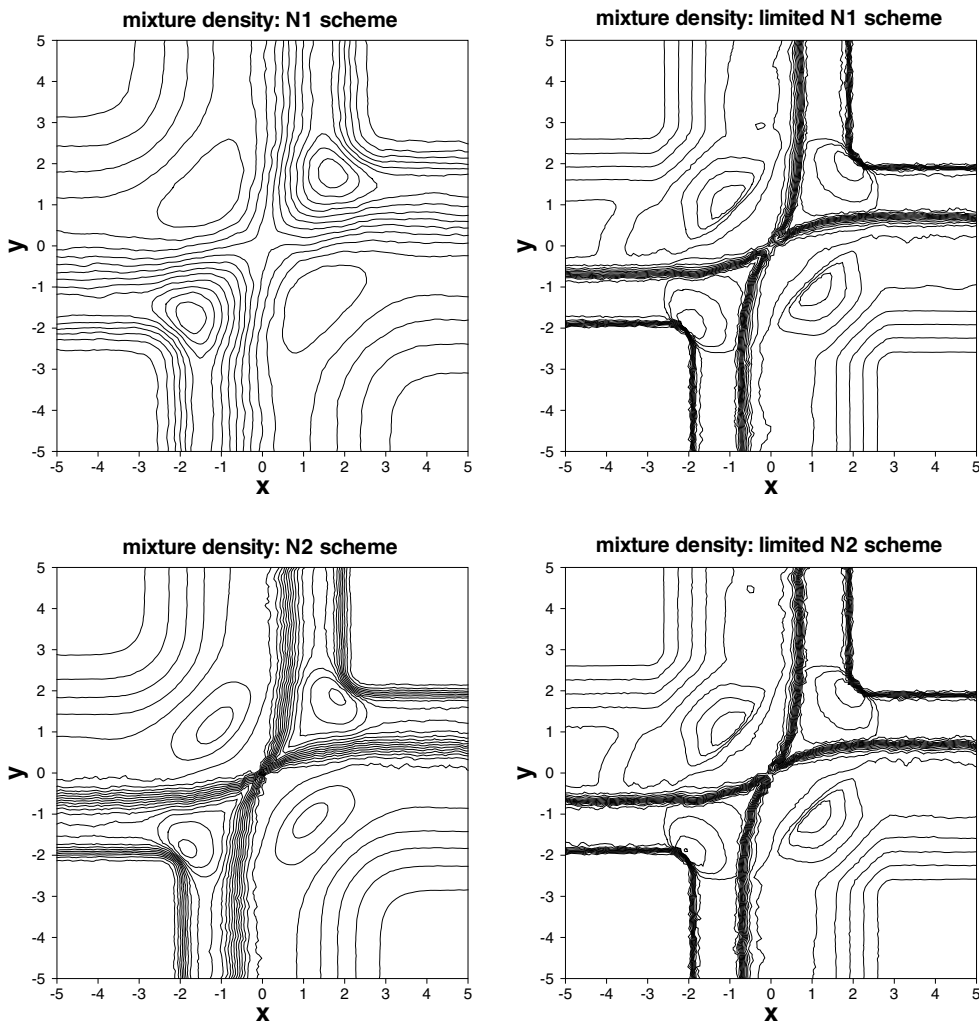 mixture density: N1 scheme
5
4
3
2
1
0
-1
-2
-3
-4
-5
y
-5 -4 -3 -2 -1 0 1 2 3 4 5
x
mixture density: limited N1 scheme
5
4
3
2
1
0
-1
-2
-3
-4
-5
y
-5 -4 -3 -2 -1 0 1 2 3 4 5
x
mixture density: N2 scheme
5
4
3
2
1
0
-1
-2
-3
-4
-5
y
-5 -4 -3 -2 -1 0 1 2 3 4 5
x
mixture density: limited N2 scheme
5
4
3
2
1
0
-1
-2
-3
-4
-5
y
-5 -4 -3 -2 -1 0 1 2 3 4 5
x